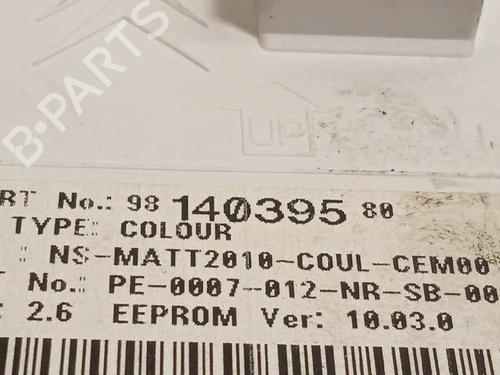 B-PARTS
UP
RT No.: 98 140395 80
TYPE: COLOUR
: NS-MATT2010-COUL-CEM00
No.: PE-0007-012-NR-SB-00
: 2.6 EEPROM Ver: 10.03.0